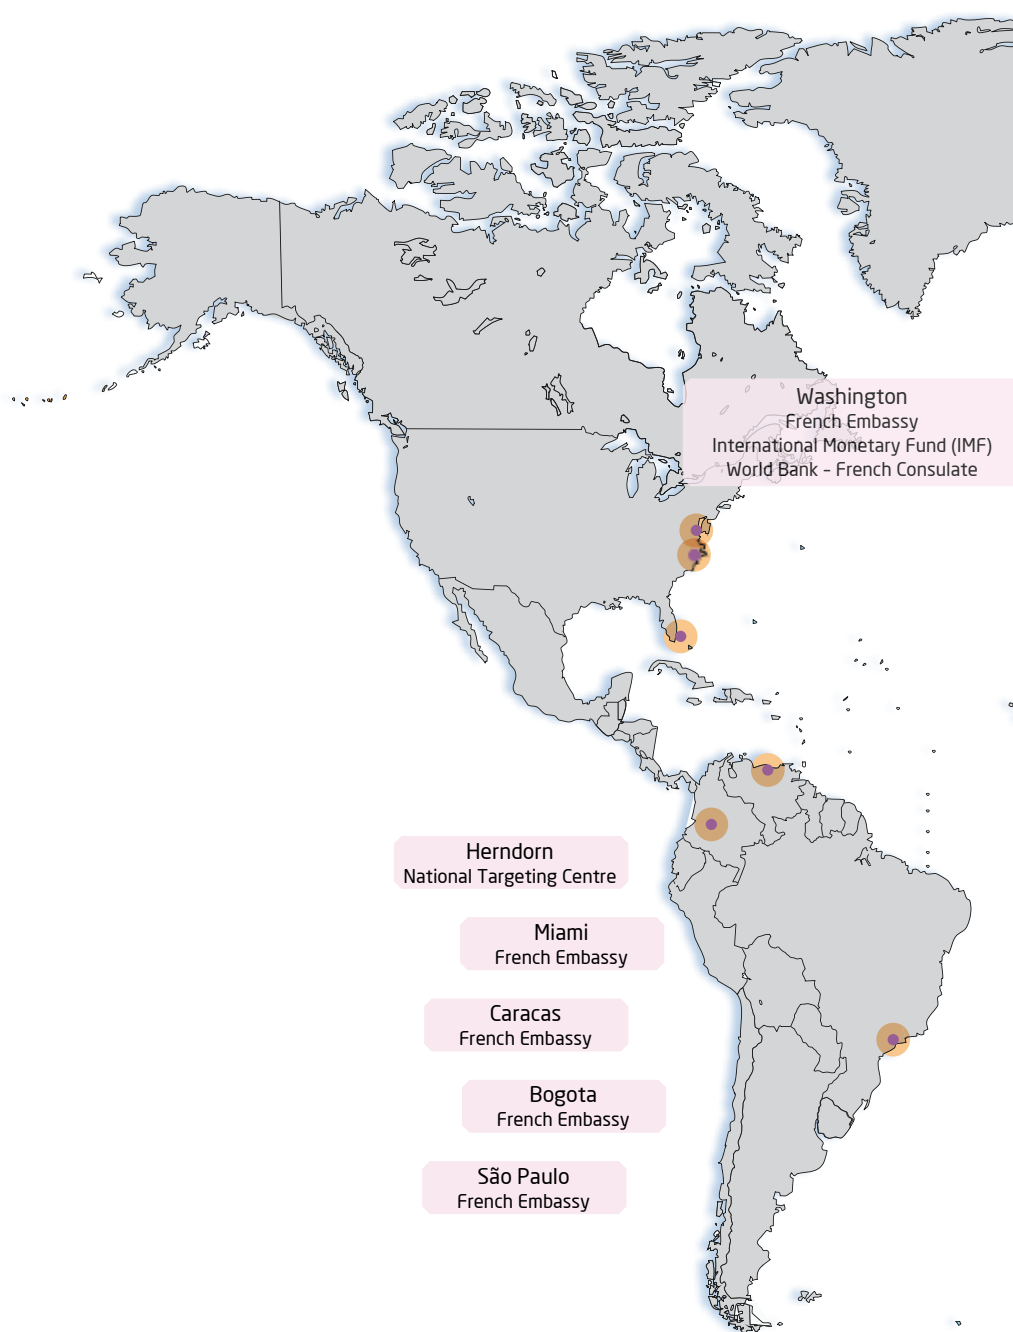 Washington
French Embassy
International Monetary Fund (IMF)
World Bank – French Consulate
Herndorn
National Targeting Centre
Miami
French Embassy
Caracas
French Embassy
Bogota
French Embassy
São Paulo
French Embassy